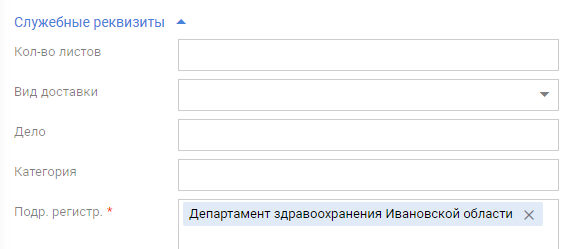 Служебные реквизиты
Кол-во листов
Вид доставки
Дело
Категория
Подр. регистр. *
Департамент здравоохранения Ивановской области